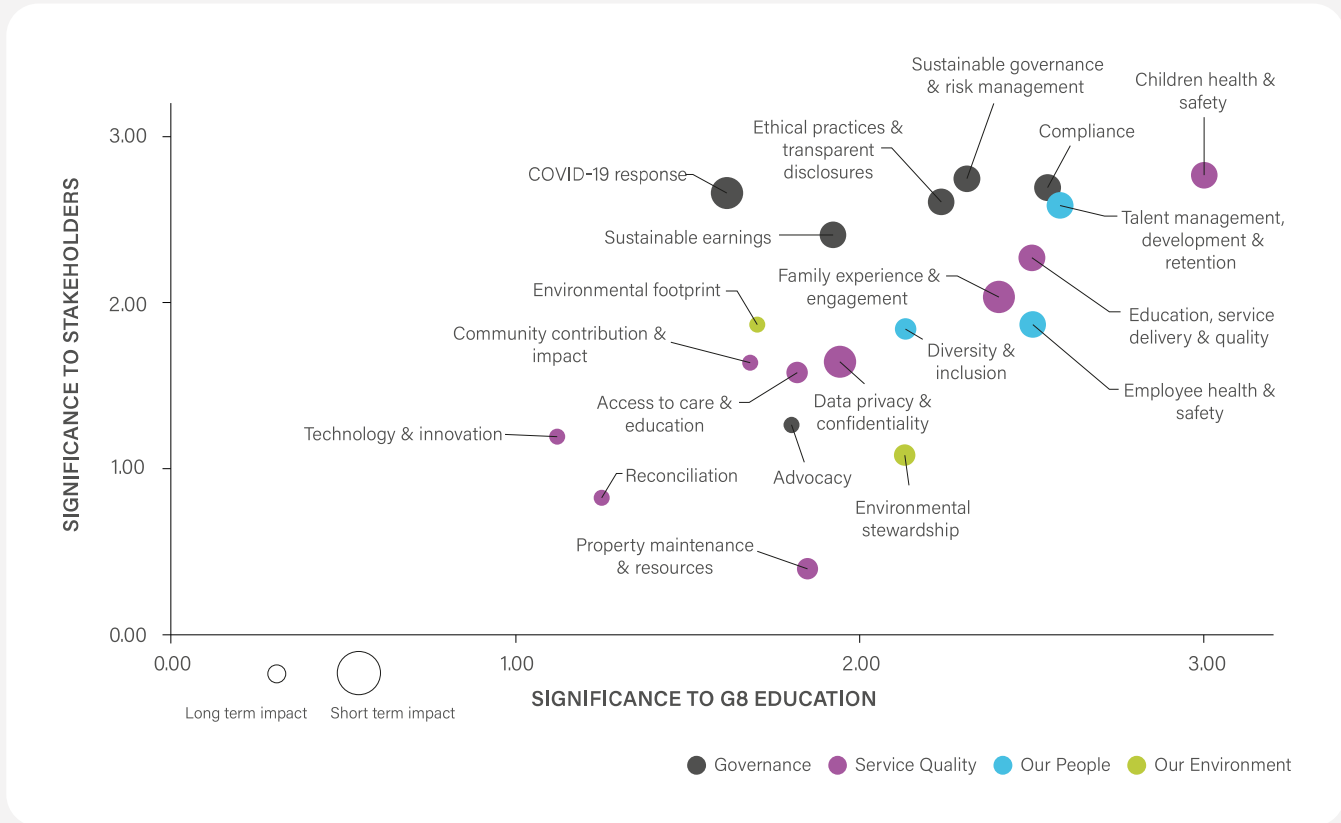 Sustainable governance
& risk management
Children health &
safety
Ethical practices &
transparent
disclosures
Compliance
COVID-19 response
Talent management,
development &
retention
Sustainable earnings
Family experience &
engagement
Environmental footprint
Education, service
delivery & quality
Community contribution &
impact
Diversity &
inclusion
Employee health &
safety
Access to care &
education
Data privacy &
confidentiality
Technology & innovation
Reconciliation
Advocacy
Environmental
stewardship
Property maintenance
& resources
SIGNIFICANCE TO STAKEHOLDERS
3.00
2.00
1.00
0.00
0.00
1.00
2.00
3.00
SIGNIFICANCE TO G8 EDUCATION
Long term impact
Short term impact
Governance
Service Quality
Our People
Our Environment